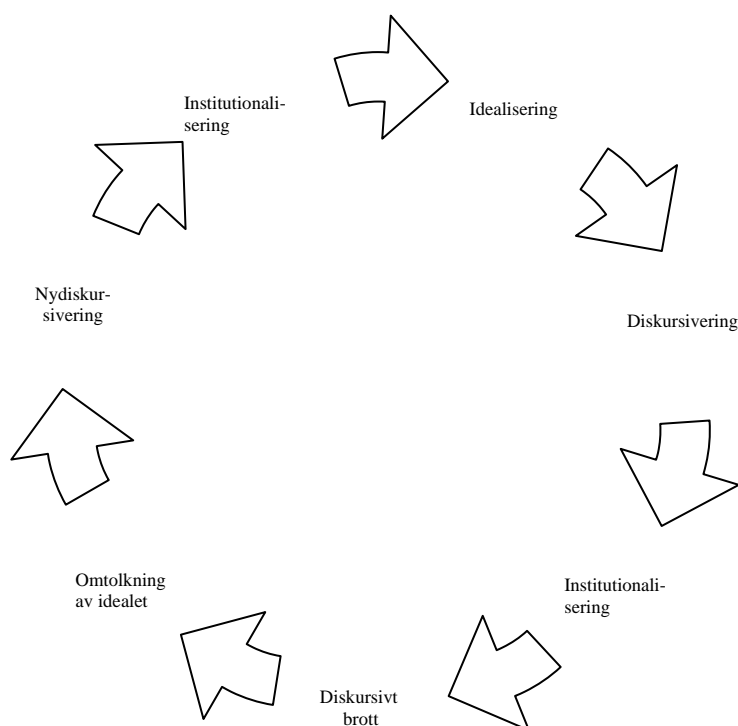 Institutionali-
sering
Idealisering
Diskursivering
Institutionali-
sering
Diskursivt
brott
Omtolkning
av idealet
Nydiskur-
sivering